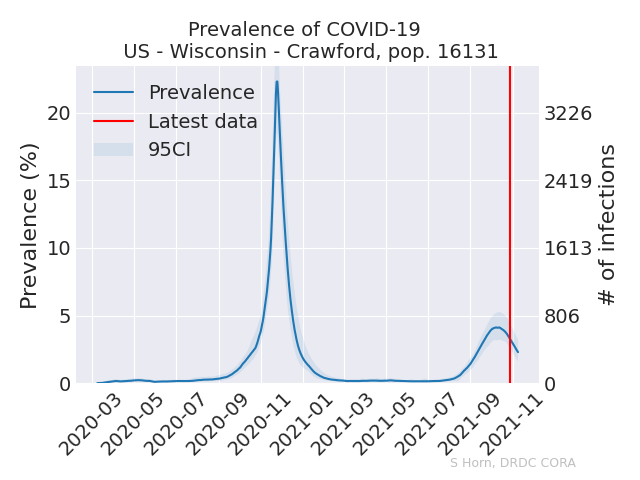 Prevalence of COVID-19
US - Wisconsin - Crawford, pop. 16131
Prevalence
Latest data
95CI
Prevalence (%)
20
15
10
5
0
3226
2419
1613
806
0
# of infections
2020-03
2020-05
2020-07
2020-09
2020-11
2021-01
2021-03
2021-05
2021-07
2021-09
2021-11
S Horn, DRDC CORA